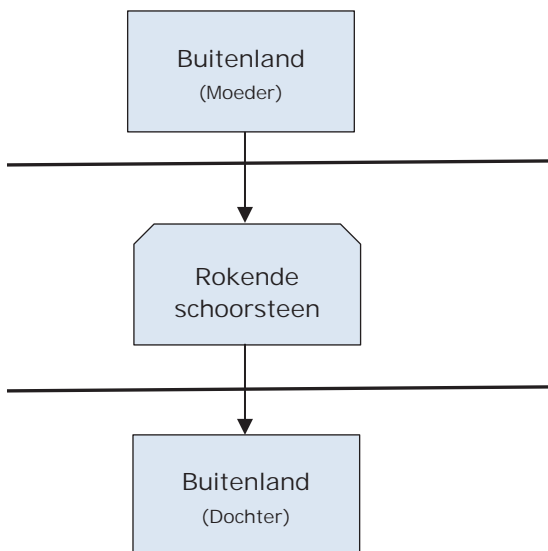 Buitenland
(Moeder)
Rokende
schoorsteen
Buitenland
(Dochter)